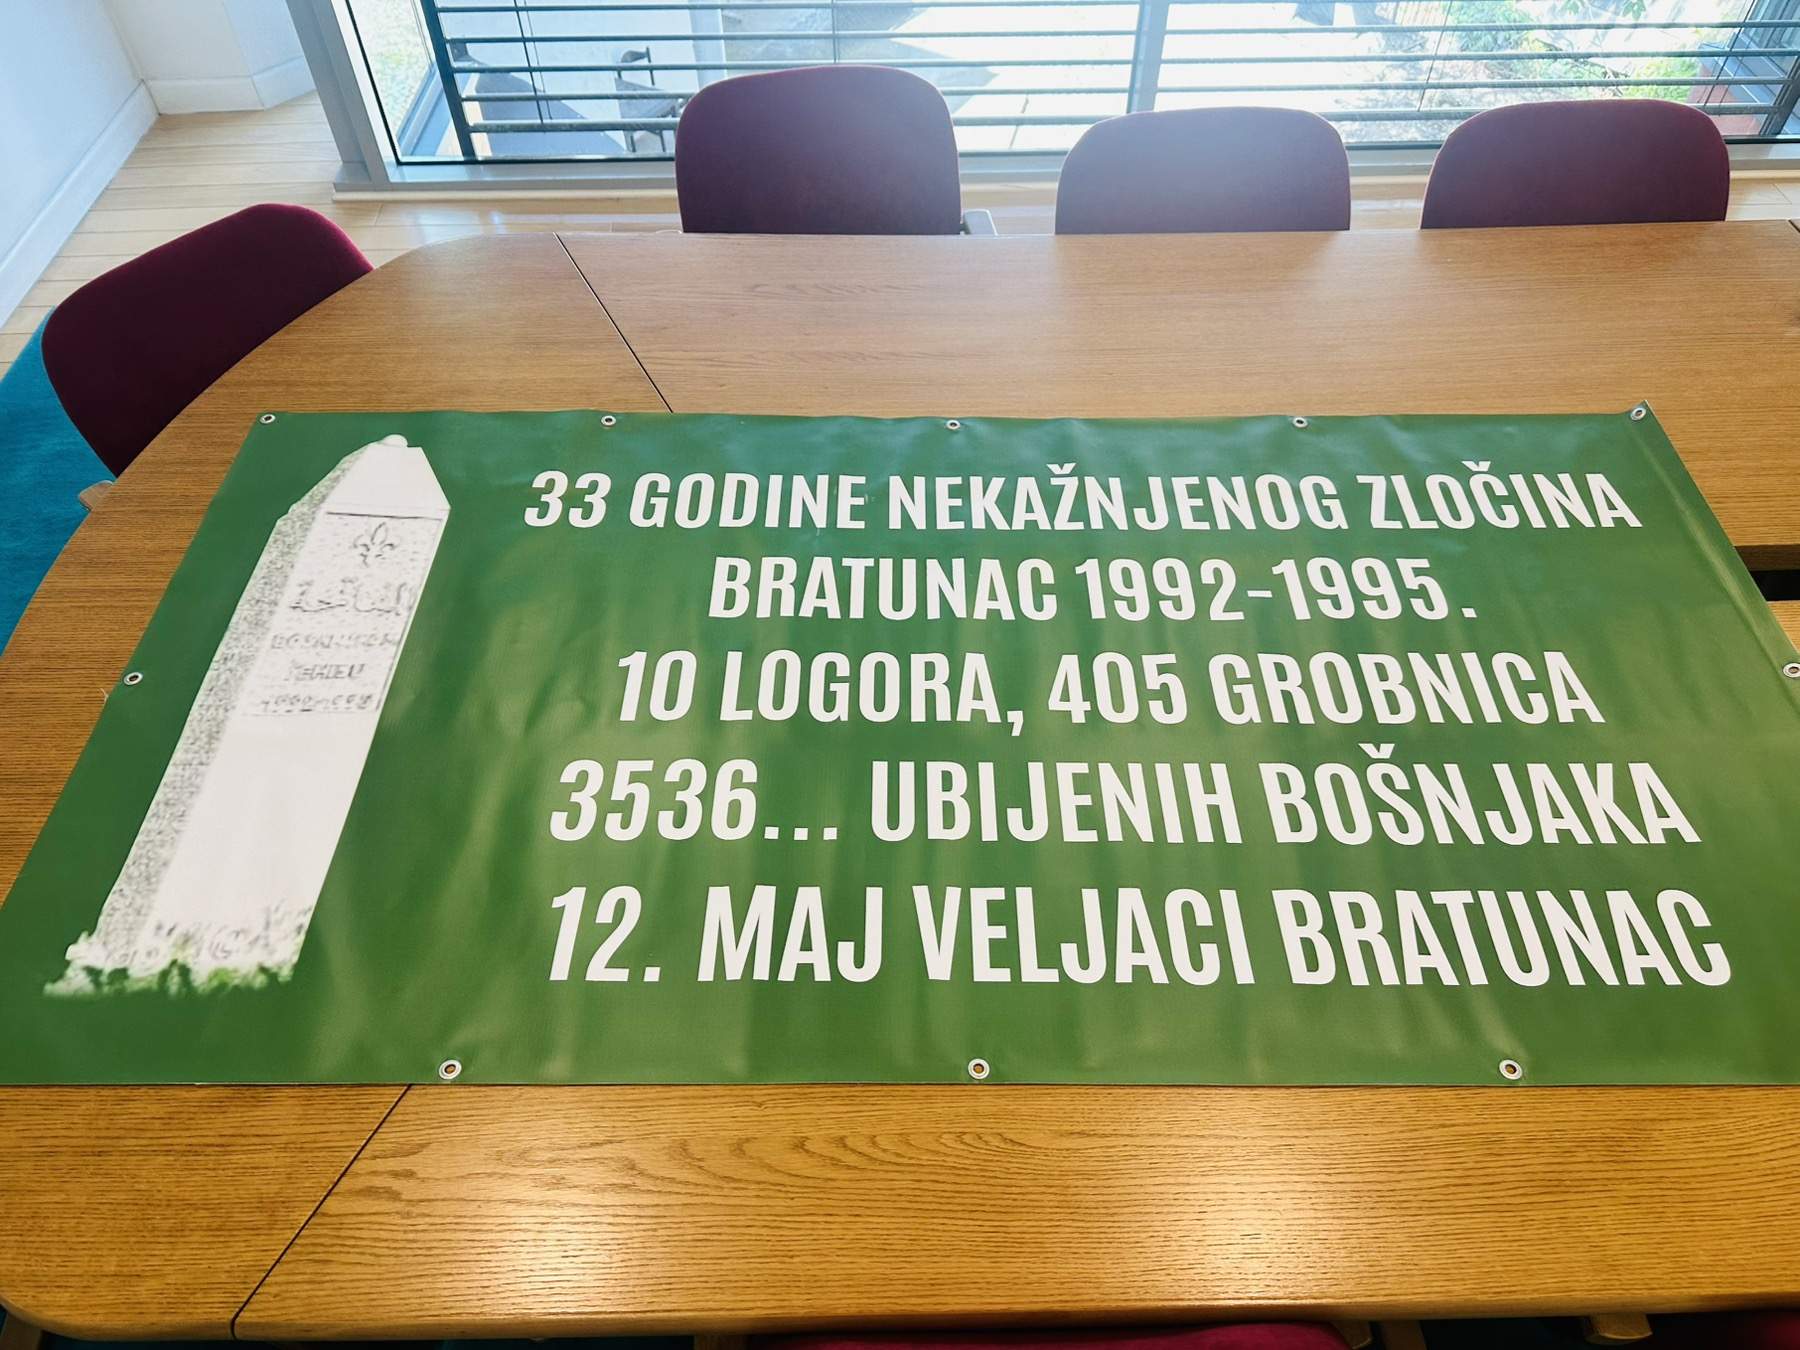 33 GODINE NEKAŽNJENOG ZLOČINA
BRATUNAC 1992-1995.
10 LOGORA, 405 GROBNICA
3536... UBIJENIH BOŠNJAKA
12. MAJ VELJACI BRATUNAC